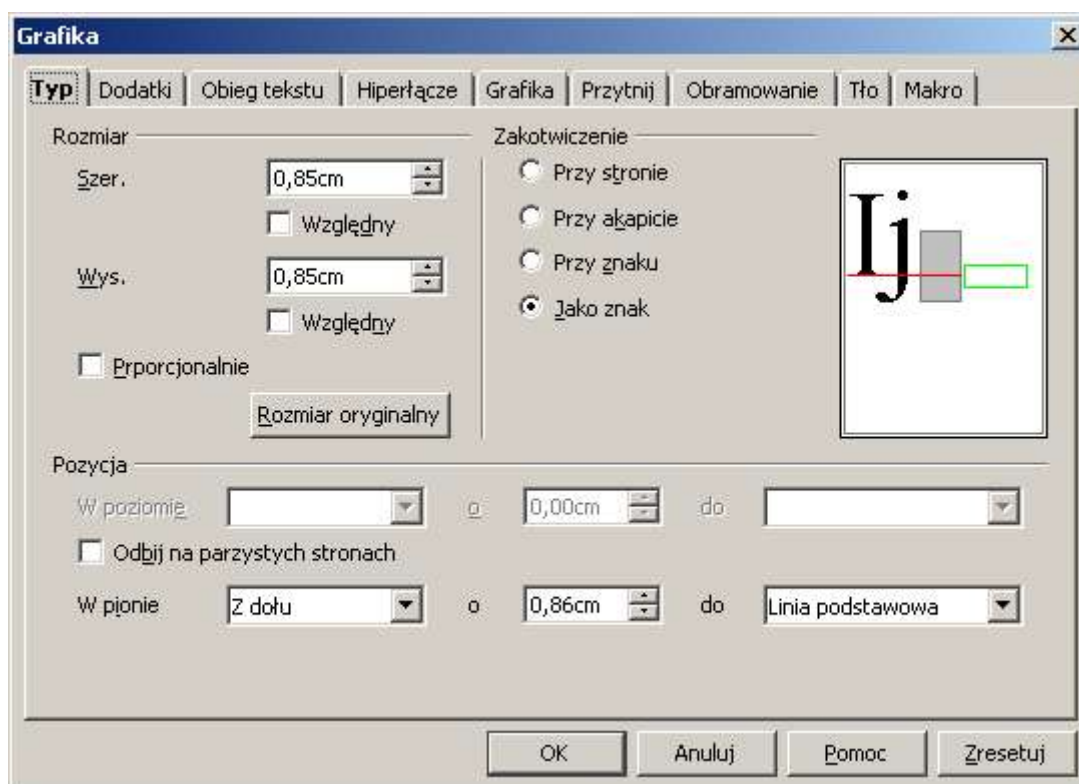 Grafika
Typ Dodatki Obieg tekstu Hiperłącze Grafika Przytnij Obramowanie Tło Makro
Rozmiar Zakotwiczenie
Szer. 0,85cm Przy stronie
Względny Przy akapicie
Wys. 0,85cm Przy znaku
Względny Jako znak
Prporcjonalnie
Rozmiar oryginalny
Ij
Pozycja
W poziomie o 0,00cm do
Odbij na parzystych stronach
W pionie Z dołu o 0,86cm do Linia podstawowa
OK Anuluj Pomoc Zresetuj